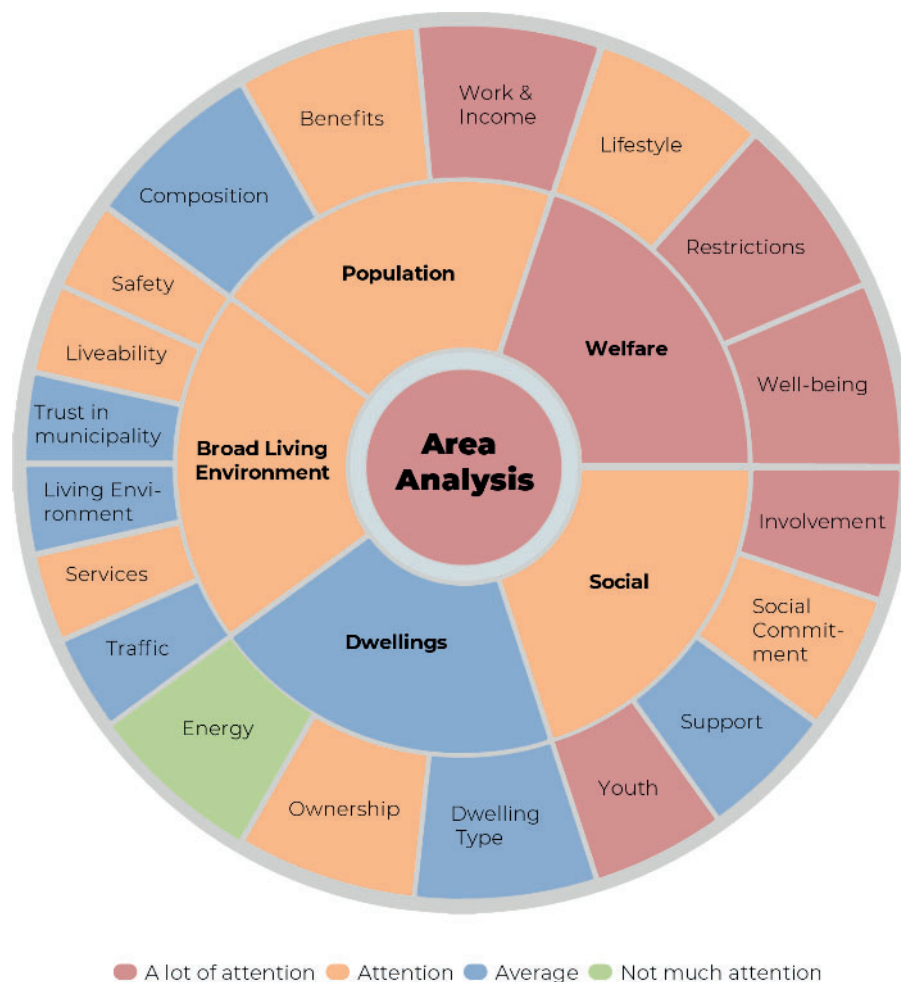 Work &
Income
Benefits
Lifestyle
Composition
Restrictions
Population
Safety
Welfare
Liveability
Well-being
Trust in
municipality
Broad Living
Environment
Area
Analysis
Living Envi-
ronment
Involvement
Services
Social
Social
Commit-
ment
Dwellings
Traffic
Support
Energy
Youth
Ownership
Dwelling
Type
A lot of attention
Attention
Average
Not much attention